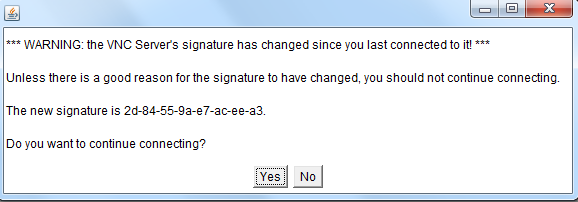 *** WARNING: the VNC Server's signature has changed since you last connected to it! ***
Unless there is a good reason for the signature to have changed, you should not continue connecting.
The new signature is 2d-84-55-9a-e7-ac-ee-a3.
Do you want to continue connecting?
Yes No